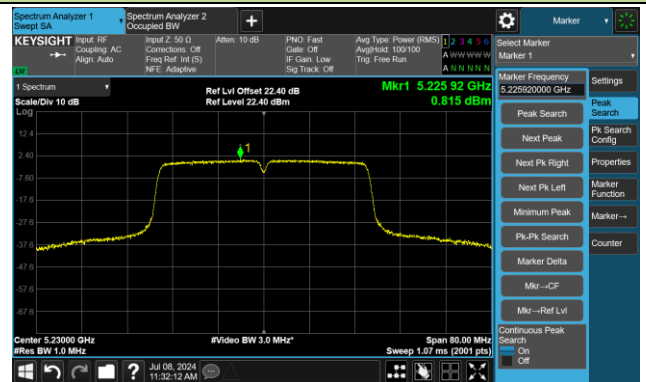 Spectrum Analyzer 1
Swept SA
Spectrum Analyzer 2
Occupied BW
+
Marker
KEYSIGHT
Input: RF
Coupling: AC
Align: Auto
Input Z: 50 Ω
Corrections: Off
Freq Ref: Int (S)
NFE: Adaptive
Atten: 10 dB
PNO: Fast
Gate: Off
IF Gain: Low
Sig Track: Off
Avg Type: Power (RMS)
Avg|Hold: 100/100
Trig: Free Run
1 2 3 4 5 6
A W W W W W
A N N N N N
LW
1 Spectrum
Scale/Div 10 dB
Log
Ref Lvl Offset 22.40 dB
Ref Level 22.40 dBm
Mkr1 5.225 92 GHz
0.815 dBm
12.4
2.40
-7.60
-17.6
-27.6
-37.6
-47.6
-57.6
-67.6
1
Center 5.23000 GHz
#Res BW 1.0 MHz
#Video BW 3.0 MHz*
Span 80.00 MHz
Sweep 1.07 ms (2001 pts)
Select Marker
Marker 1
Marker Frequency
5.225920000 GHz
Peak Search
Next Peak
Next Pk Right
Next Pk Left
Minimum Peak
Pk-Pk Search
Marker Delta
Mkr→CF
Mkr→Ref Lvl
Continuous Peak
Search
On
Off
Settings
Peak
Search
Pk Search
Config
Properties
Marker
Function
Marker→
Counter
?
Jul 08, 2024
11:32:12 AM